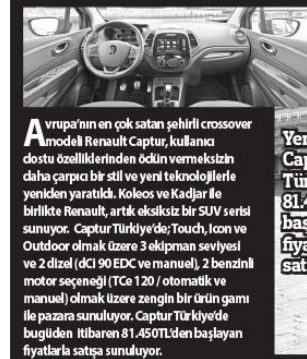 Avrupa'nın en çok satan şehirli crossover
modeli Renault Captur, kullanıcı
dostu özelliklerinden ödün vermeksizin
daha çarpıcı bir stil ve yeni teknolojilerle
yeniden yaratıldı. Koleos ve Kadjar ile
birlikte Renault, artık eksiksiz bir SUV serisi
sunuyor. Captur Türkiye'de; Touch, Icon ve
Outdoor olmak üzere 3 ekipman seviyesi
ve 2 dizel (dCi 90 EDC ve manuel), 2 benzinli
motor seçeneği (TCe 120 / otomatik ve
manuel) olmak üzere zengin bir ürün gamı
ile pazara sunuluyor. Captur Türkiye'de
bugüden itibaren 81.450TL'den başlayan
fiyatlarla satışa sunuluyor.
Yen
Cap
Tür
81.4
baş
fiya
sat